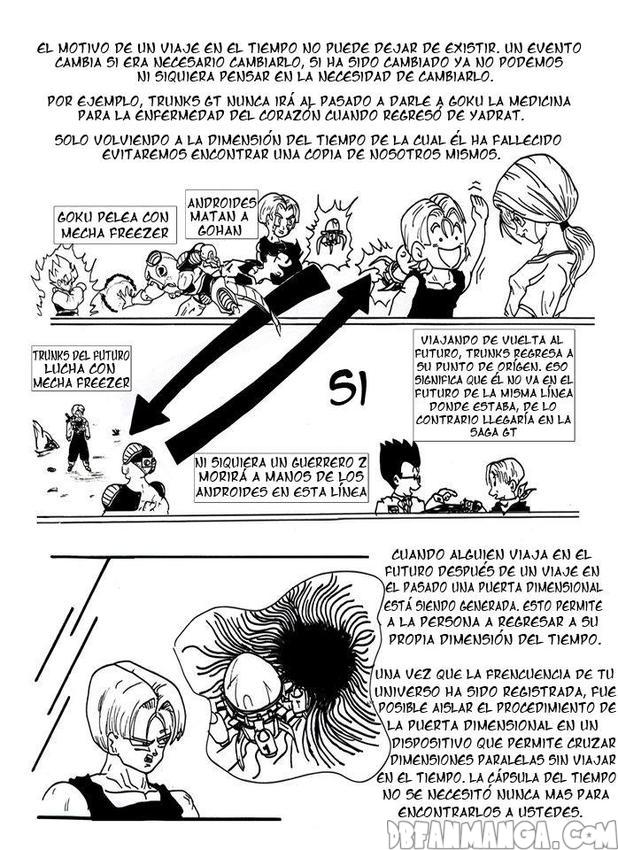 EL MOTIVO DE UN VIAJE EN EL TIEMPO NO PUEDE DEJAR DE EXISTIR. UN EVENTO
CAMBIA SI ERA NECESARIO CAMBIARLO, SI HA SIDO CAMBIADO YA NO PODEMOS
NI SIQUIERA PENSAR EN LA NECESIDAD DE CAMBIARLO.
POR EJEMPLO, TRUNKS GT NUNCA IRÁ AL PASADO A DARLE A GOKU LA MEDICINA
PARA LA ENFERMEDAD DEL CORAZÓN CUANDO REGRESÓ DE YADRAT.
SOLO VOLVIENDO A LA DIMENSIÓN DEL TIEMPO DE LA CUAL ÉL HA FALLECIDO
EVITAREMOS ENCONTRAR UNA COPIA DE NOSOTROS MISMOS.
GOKU PELEA CON
MECHA FREEZER
ANDROIDES
MATAN A
GOHAN
TRUNKS DEL FUTURO
LUCHA CON
MECHA FREEZER
SI
VIAJANDO DE VUELTA AL
FUTURO, TRUNKS REGRESA A
SU PUNTO DE ORÍGEN. ESO
SIGNIFICA QUE ÉL NO VA EN EL
FUTURO DE LA MISMA LÍNEA
DONDE ESTABA, DE LO
CONTRARIO LLEGARÍA EN LA
SAGA GT
NI SIQUIERA UN GUERRERO Z
MORIRÁ A MANOS DE LOS
ANDROIDES EN ESTA LÍNEA
CUANDO ALGUIEN VIAJA EN EL
FUTURO DESPUÉS DE UN VIAJE EN
EL PASADO UNA PUERTA DIMENSIONAL
ESTÁ SIENDO GENERADA. ESTO PERMITE
A LA PERSONA A REGRESAR A SU
PROPIA DIMENSIÓN DEL TIEMPO.
UNA VEZ QUE LA FRENCUENCIA DE TU
UNIVERSO HA SIDO REGISTRADA, FUE
POSIBLE AISLAR EL PROCEDIMIENTO DE
LA PUERTA DIMENSIONAL EN UN
DISPOSITIVO QUE PERMITE CRUZAR
DIMENSIONES PARALELAS SIN VIAJAR
EN EL TIEMPO. LA CÁPSULA DEL TIEMPO
NO SE NECESITÓ NUNCA MAS PARA
ENCONTRARLOS A USTEDES.
DBFANMANGA.COM